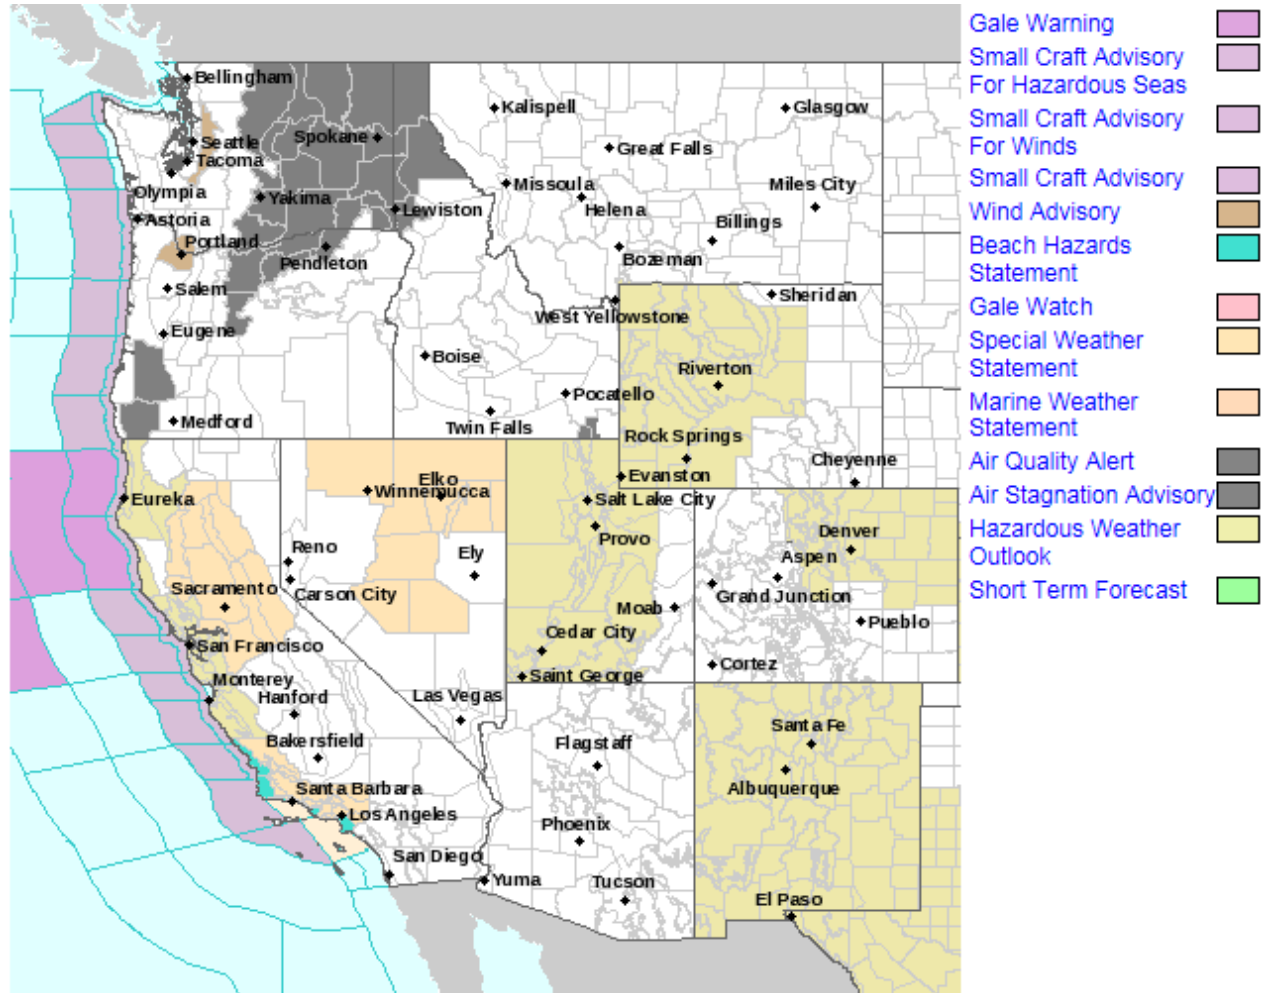 Bellingham
Kalispell
Glasgow
Seattle
Spokane
Great Falls
Tacoma
Olympia
Yakima
Missoula
Miles City
Lewiston
Helena
Astoria
Billings
Portland
Pendleton
Bozeman
Salem
Sheridan
West Yellowstone
Eugene
Boise
Riverton
Pocatello
Medford
Twin Falls
Rock Springs
Cheyenne
Elko
Winnemucca
Evanston
Eureka
Salt Lake City
Provo
Denver
Reno
Ely
Aspen
Sacramento
Carson City
Grand Junction
Moab
Pueblo
San Francisco
Cedar City
Cortez
Saint George
Monterey
Hanford
Las Vegas
Santa Fe
Bakersfield
Flagstaff
Albuquerque
Santa Barbara
Los Angeles
Phoenix
San Diego
Yuma
Tucson
El Paso
Gale Warning
Small Craft Advisory
For Hazardous Seas
Small Craft Advisory
For Winds
Small Craft Advisory
Wind Advisory
Beach Hazards
Statement
Gale Watch
Special Weather
Statement
Marine Weather
Statement
Air Quality Alert
Air Stagnation Advisory
Hazardous Weather
Outlook
Short Term Forecast